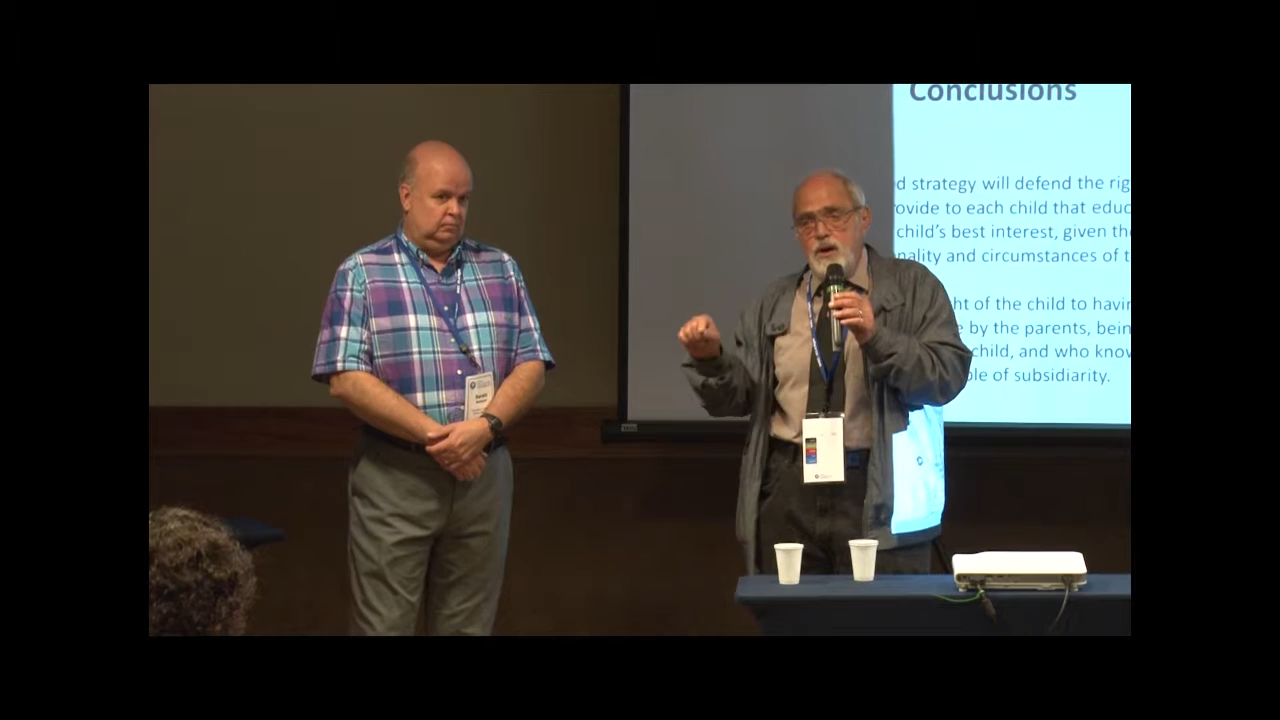 Conclusions
d strategy will defend the rig
ovide to each child that educ
child's best interest, given the
nality and circumstances of t
ht of the child to havin
e by the parents, bein
child, and who know
ple of subsidiarity.